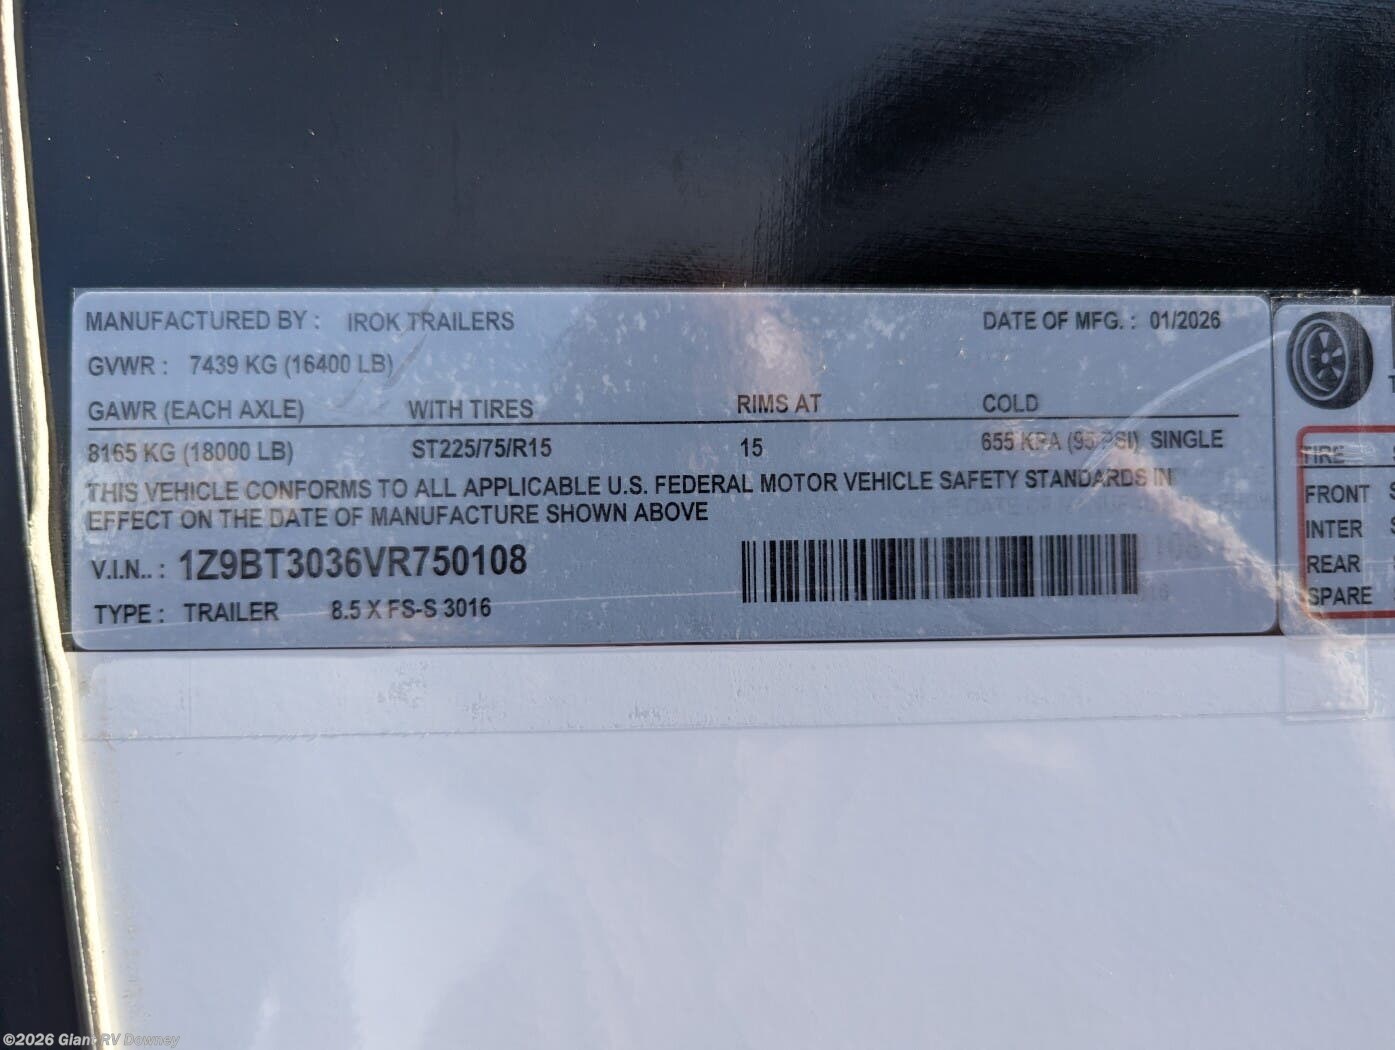 MANUFACTURED BY : IROK TRAILERS DATE OF MFG. : 01/2026
GVWR : 7439 KG (16400 LB)
GAWR (EACH AXLE) WITH TIRES RIMS AT COLD
8165 KG (18000 LB) ST225/75/R15 15 655 KPA (95 PSI) SINGLE
THIS VEHICLE CONFORMS TO ALL APPLICABLE U.S. FEDERAL MOTOR VEHICLE SAFETY STANDARDS IN
EFFECT ON THE DATE OF MANUFACTURE SHOWN ABOVE
V.I.N.. : 1Z9BT3036VR750108
TYPE : TRAILER 8.5 X FS-S 3016
TIRE
FRONT
INTER
REAR
SPARE
©2026 Giant RV Downey